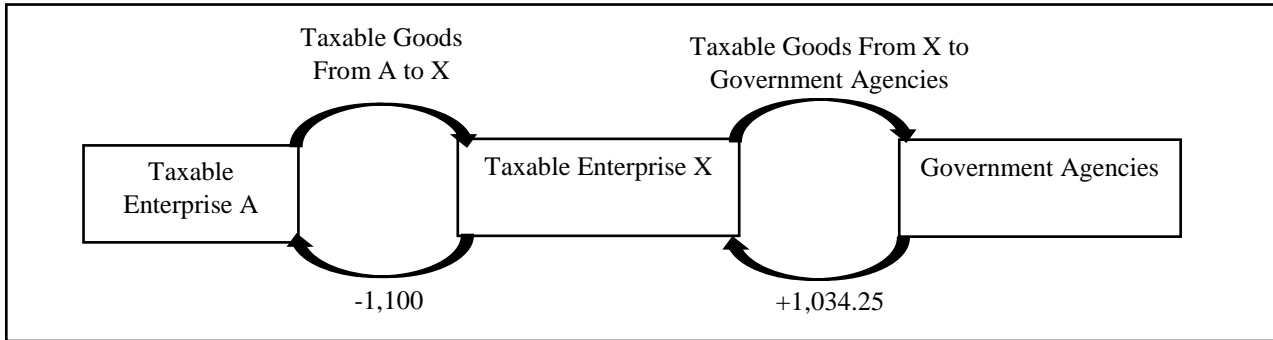 Taxable Goods
From A to X
Taxable Goods From X to
Government Agencies
Taxable
Enterprise A
Taxable Enterprise X
Government Agencies
-1,100
+1,034.25